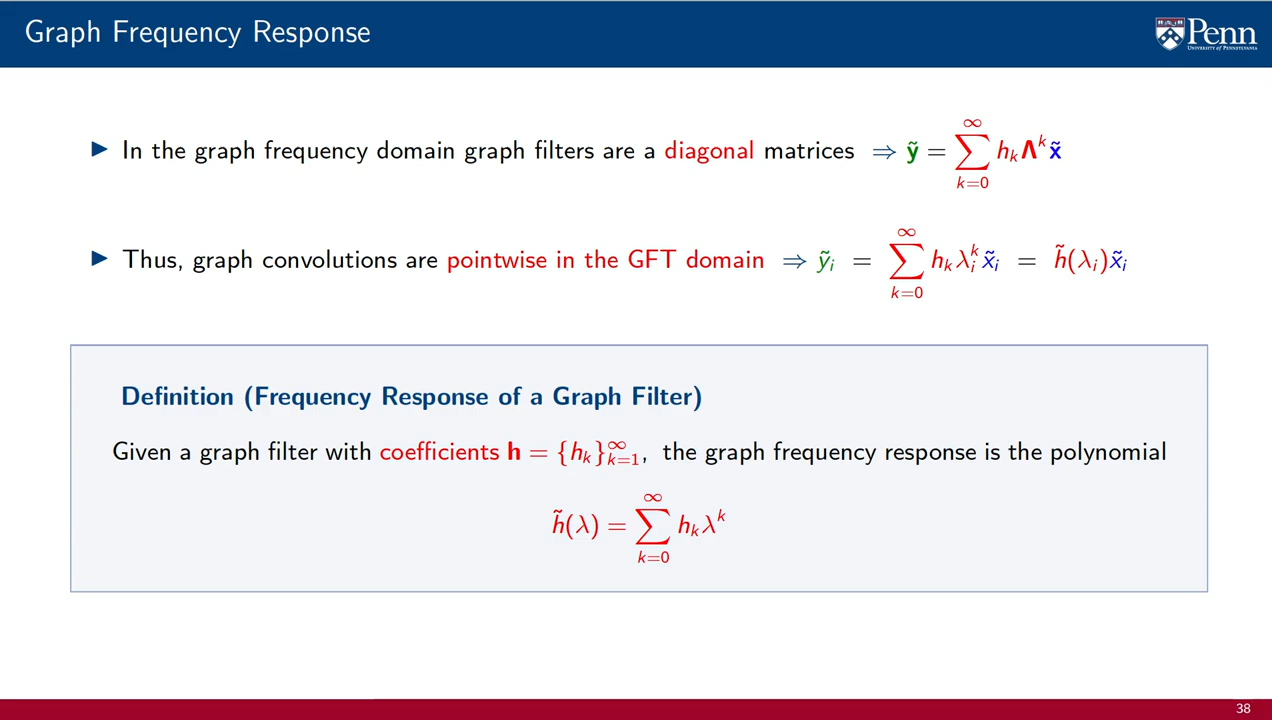 Graph Frequency Response
Penn
UNIVERSITY of PENNSYLVANIA
▶ In the graph frequency domain graph filters are a diagonal matrices ⇒ ỹ = ∑_{k=0}^{∞} h_k Λ^k x̃
▶ Thus, graph convolutions are pointwise in the GFT domain ⇒ ỹ_i = ∑_{k=0}^{∞} h_k λ_i^k x̃_i = h̃(λ_i)x̃_i
Definition (Frequency Response of a Graph Filter)
Given a graph filter with coefficients h = {h_k}_{k=1}^{∞}, the graph frequency response is the polynomial
h̃(λ) = ∑_{k=0}^{∞} h_k λ^k
38